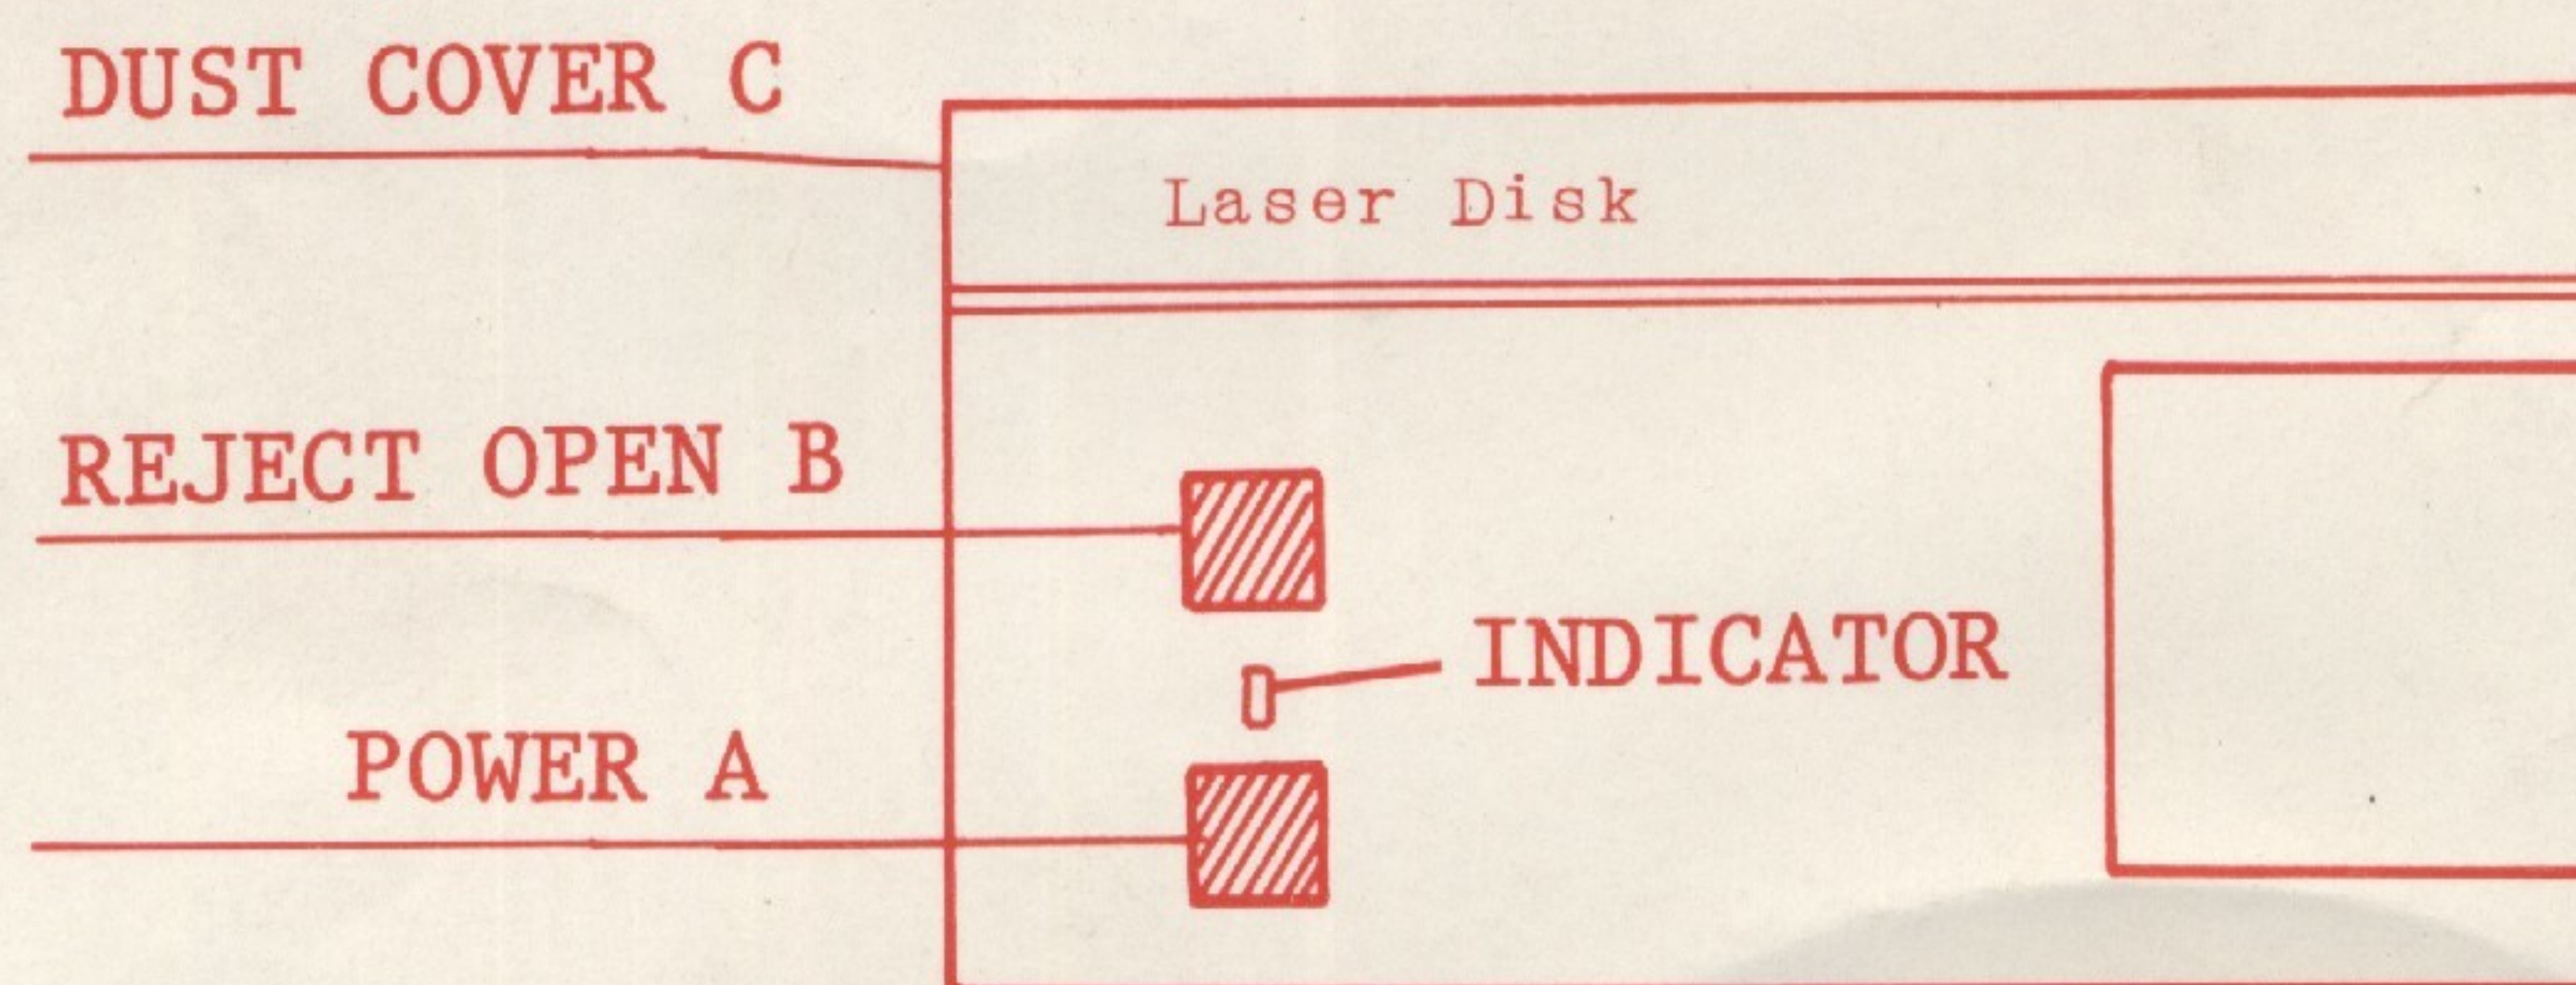 DUST COVER C
Laser Disk
REJECT OPEN B
INDICATOR
POWER A